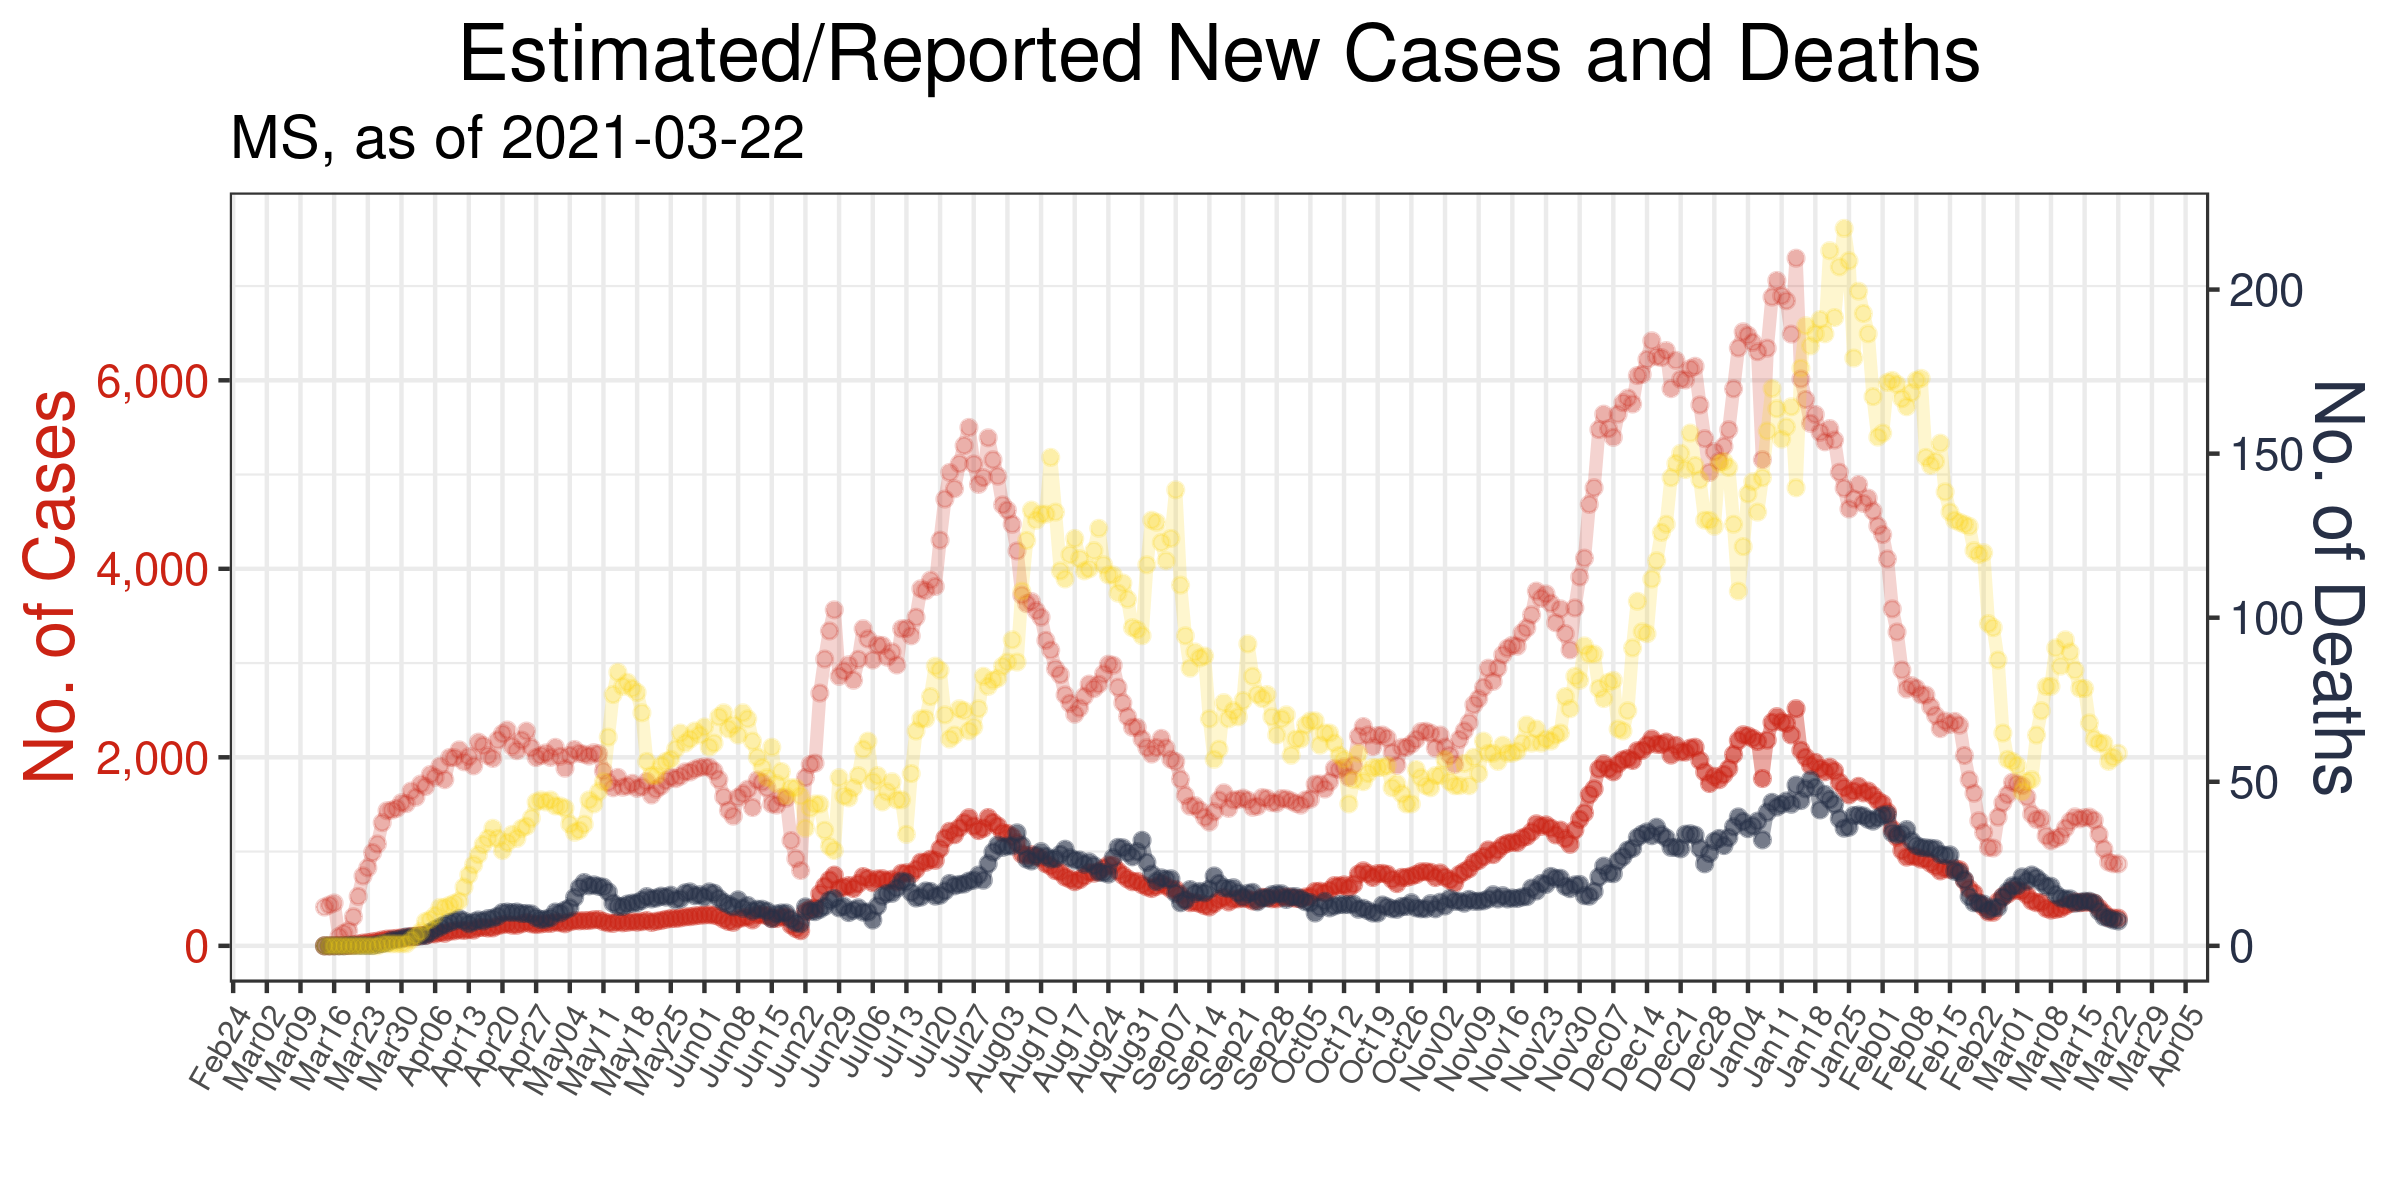 Estimated/Reported New Cases and Deaths
MS, as of 2021-03-22
No. of Cases
6,000
4,000
2,000
0
200
150
100
50
0
No. of Deaths
Feb24
Mar02
Mar09
Mar16
Mar23
Mar30
Apr06
Apr13
Apr20
Apr27
May04
May11
May18
May25
Jun01
Jun08
Jun15
Jun22
Jun29
Jul06
Jul13
Jul20
Jul27
Aug03
Aug10
Aug17
Aug24
Aug31
Sep07
Sep14
Sep21
Sep28
Oct05
Oct12
Oct19
Oct26
Nov02
Nov09
Nov16
Nov23
Nov30
Dec07
Dec14
Dec21
Dec28
Jan04
Jan11
Jan18
Jan25
Feb01
Feb08
Feb15
Feb22
Mar01
Mar08
Mar15
Mar22
Mar29
Apr05